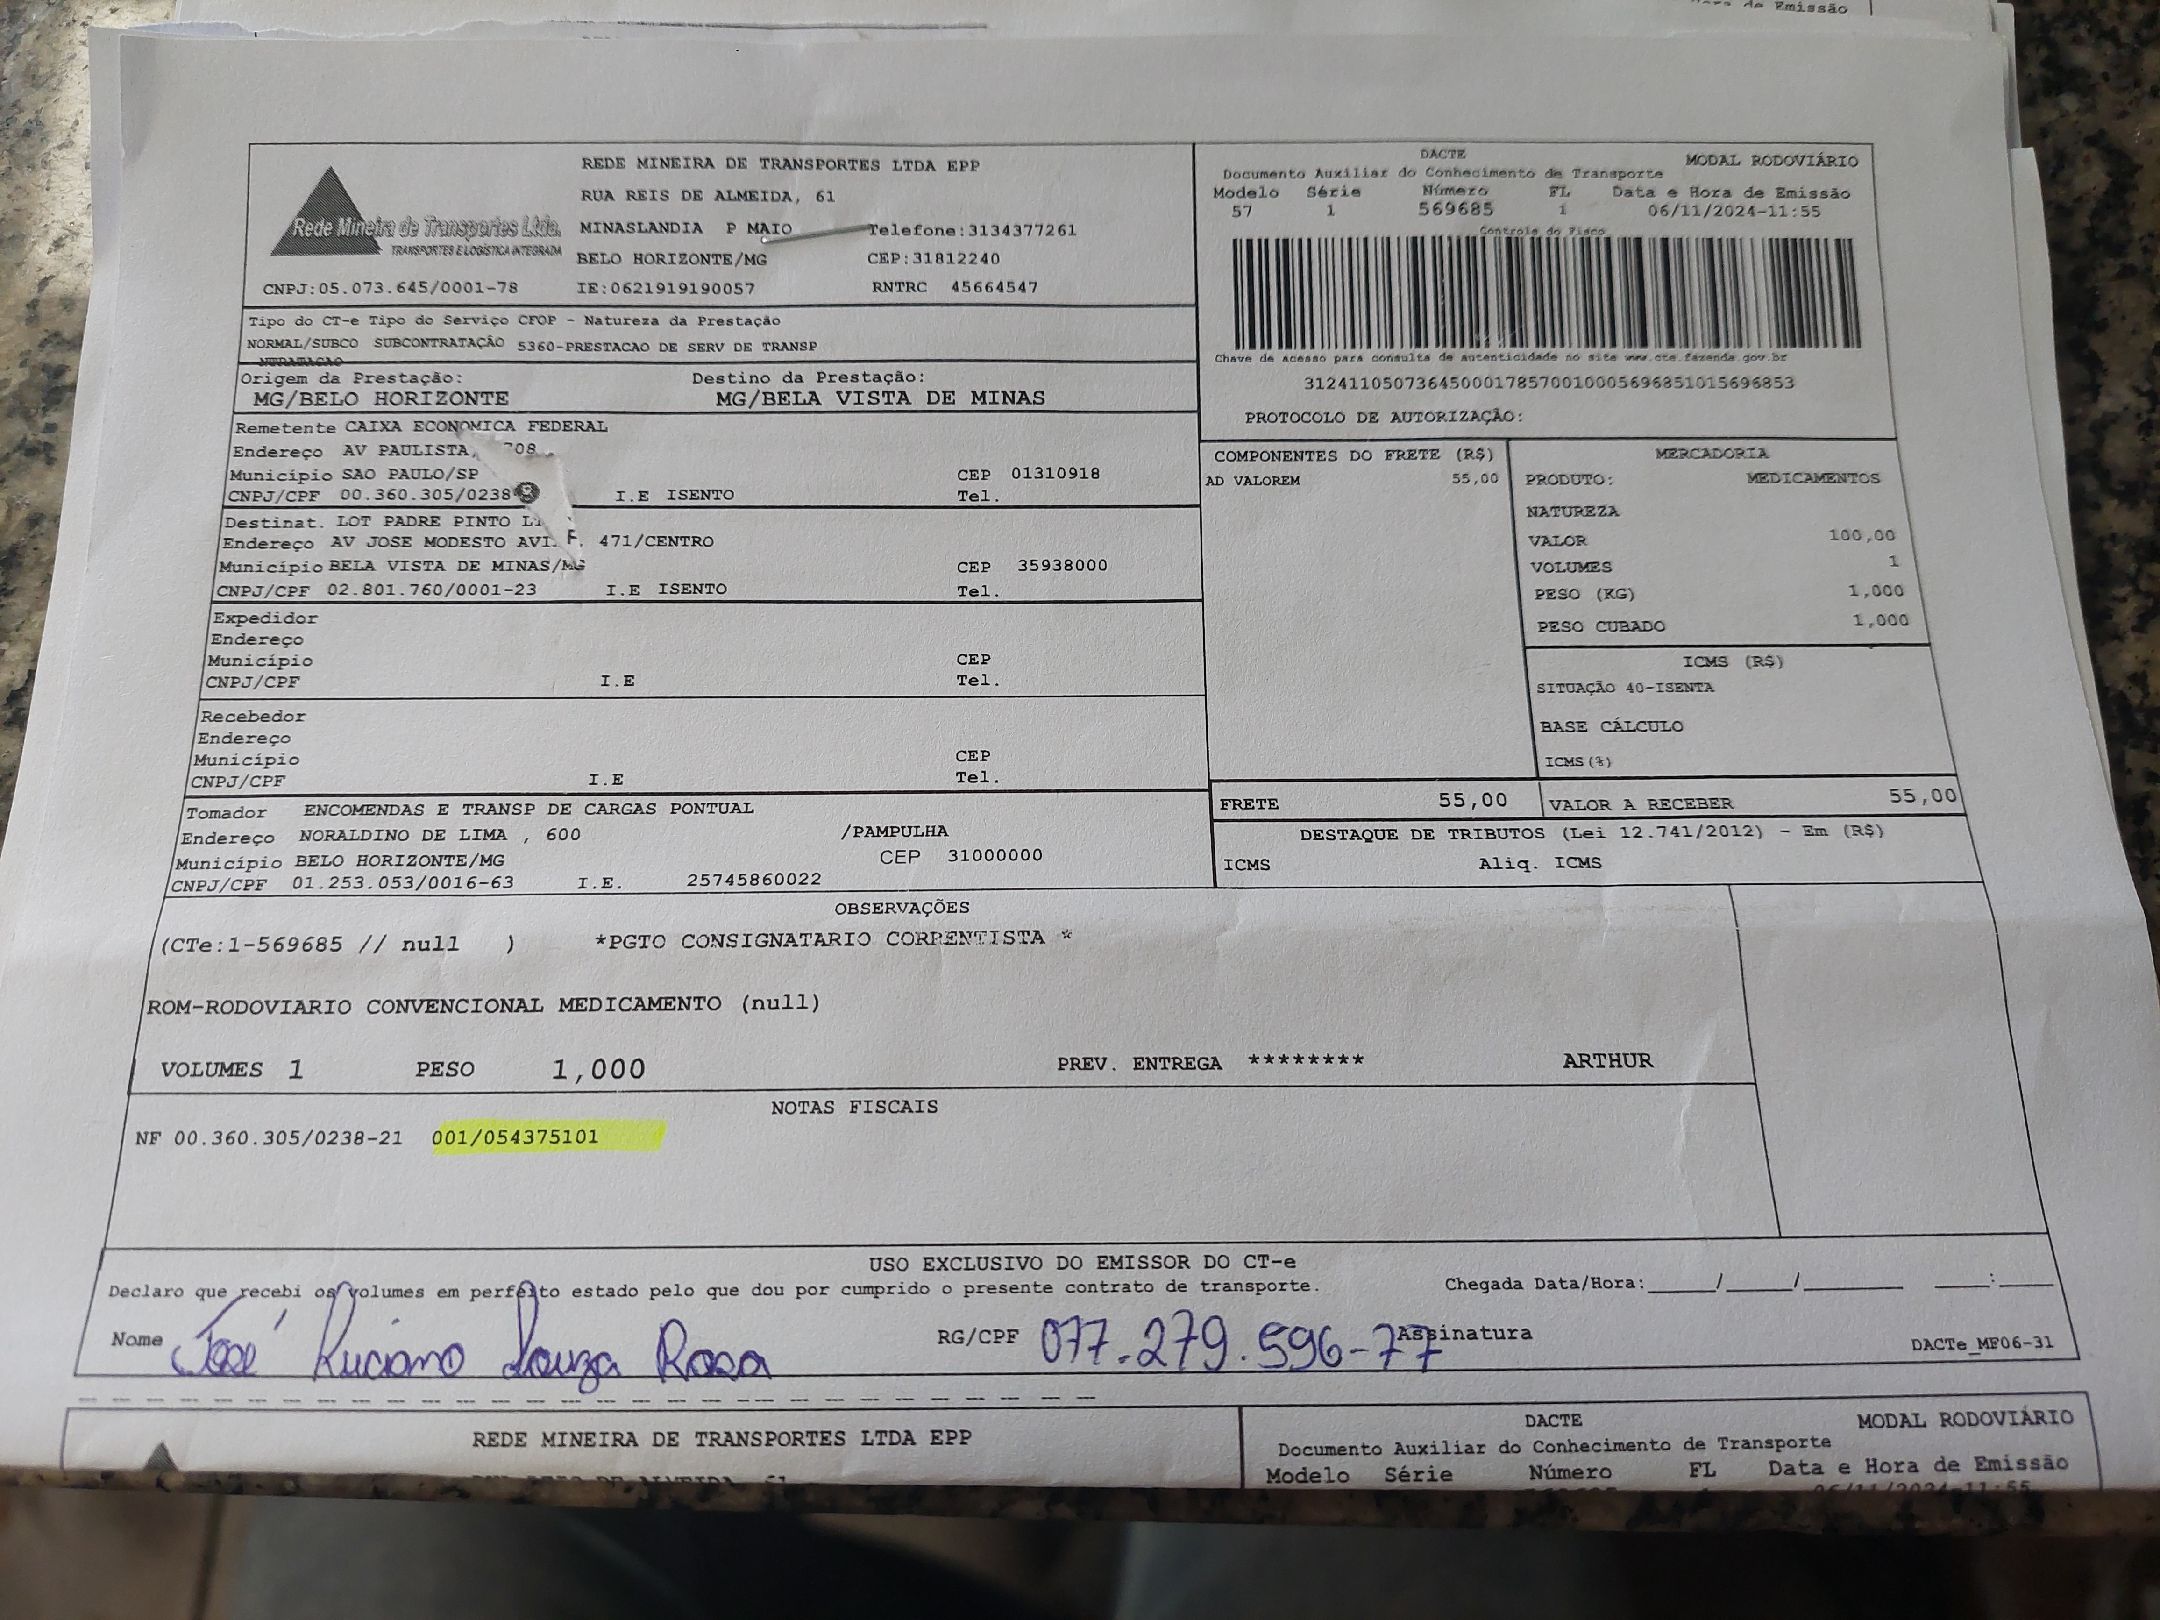 ra de Emissão
REDE MINEIRA DE TRANSPORTES LTDA EPP
RUA REIS DE ALMEIDA, 61
Rede Mineira de Transportes Ltda.
TRANSPORTES E LOGÍSTICA INTEGRADA
MINASLANDIA P MAIO Telefone:3134377261
BELO HORIZONTE/MG CEP:31812240
CNPJ:05.073.645/0001-78 IE:0621919190057 RNTRC 45664547
DACTE MODAL RODOVIÁRIO
Documento Auxiliar do Conhecimento de Transporte
Modelo Série Número FL Data e Hora de Emissão
57 1 569685 1 06/11/2024-11:55
Controle do Fisco
Chave de acesso para consulta de autenticidade no site www.cte.fazenda.gov.br
31241105073645000178570010005696851015696853
PROTOCOLO DE AUTORIZAÇÃO:
Tipo do CT-e Tipo do Serviço CFOP - Natureza da Prestação
NORMAL/SUBCO SUBCONTRATAÇÃO 5360-PRESTACAO DE SERV DE TRANSP
NTRATACAO
Origem da Prestação: Destino da Prestação:
MG/BELO HORIZONTE MG/BELA VISTA DE MINAS
Remetente CAIXA ECONOMICA FEDERAL
Endereço AV PAULISTA, 708
Município SAO PAULO/SP CEP 01310918
CNPJ/CPF 00.360.305/0238 I.E ISENTO Tel.
Destinat. LOT PADRE PINTO
Endereço AV JOSE MODESTO AVI 471/CENTRO
Município BELA VISTA DE MINAS/MG CEP 35938000
CNPJ/CPF 02.801.760/0001-23 I.E ISENTO Tel.
Expedidor
Endereço
Município CEP
CNPJ/CPF I.E Tel.
Recebedor
Endereço
Município CEP
CNPJ/CPF I.E Tel.
Tomador ENCOMENDAS E TRANSP DE CARGAS PONTUAL
Endereço NORALDINO DE LIMA , 600 /PAMPULHA
Município BELO HORIZONTE/MG CEP 31000000
CNPJ/CPF 01.253.053/0016-63 I.E. 25745860022
COMPONENTES DO FRETE (R$)
AD VALOREM 55,00
MERCADORIA
PRODUTO: MEDICAMENTOS
NATUREZA
VALOR 100,00
VOLUMES 1
PESO (KG) 1,000
PESO CUBADO 1,000
ICMS (R$)
SITUAÇÃO 40-ISENTA
BASE CÁLCULO
ICMS(%)
FRETE 55,00 VALOR A RECEBER 55,00
DESTAQUE DE TRIBUTOS (Lei 12.741/2012) - Em (R$)
ICMS Aliq. ICMS
OBSERVAÇÕES
(CTe:1-569685 // null ) *PGTO CONSIGNATARIO CORRENTISTA *
ROM-RODOVIARIO CONVENCIONAL MEDICAMENTO (null)
VOLUMES 1 PESO 1,000 PREV. ENTREGA ******** ARTHUR
NOTAS FISCAIS
NF 00.360.305/0238-21 001/054375101
USO EXCLUSIVO DO EMISSOR DO CT-e
Declaro que recebi os volumes em perfeito estado pelo que dou por cumprido o presente contrato de transporte. Chegada Data/Hora:____/____/______ ___:____
Nome José Luciano Souza Rosa RG/CPF 077.279.596-77 Assinatura DACTe_MF06-31
REDE MINEIRA DE TRANSPORTES LTDA EPP
DACTE MODAL RODOVIÁRIO
Documento Auxiliar do Conhecimento de Transporte
Modelo Série Número FL Data e Hora de Emissão
06/11/2024-11:55